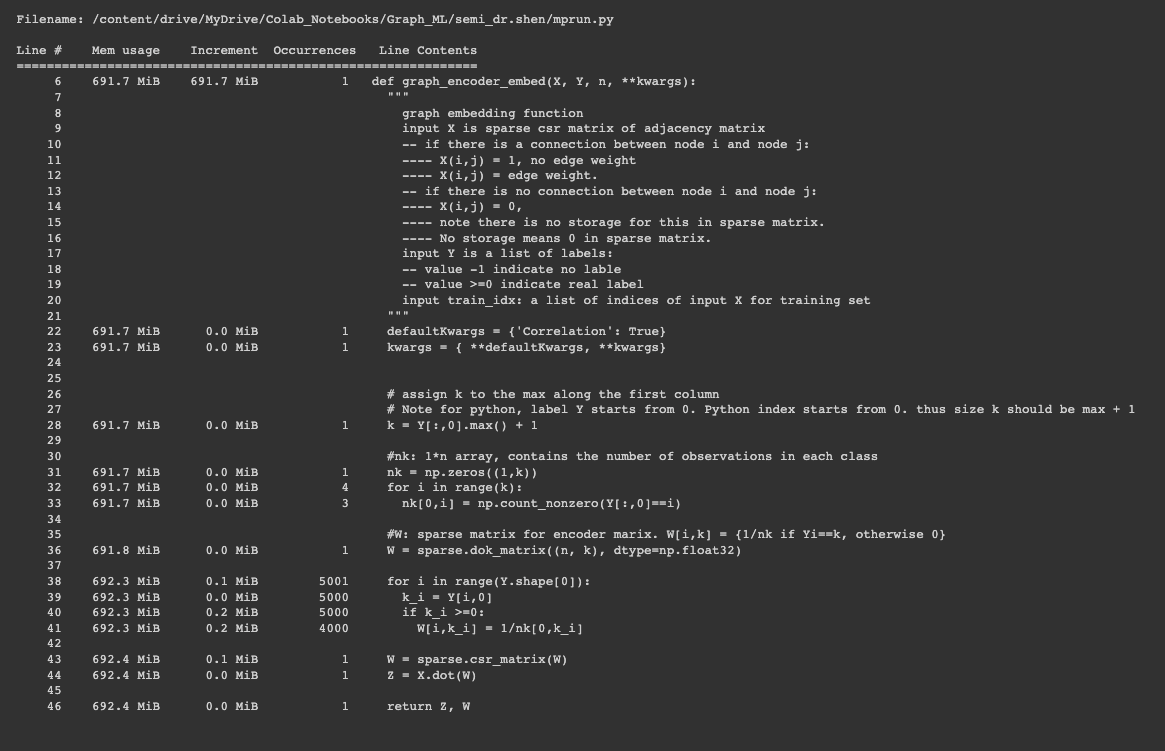 Filename: /content/drive/MyDrive/Colab_Notebooks/Graph_ML/semi_dr.shen/mprun.py
Line #    Mem usage    Increment  Occurrences   Line Contents
=============================================================
     6    691.7 MiB    691.7 MiB           1   def graph_encoder_embed(X, Y, n, **kwargs):
     7                                           """
     8                                             graph embedding function
     9                                             input X is sparse csr matrix of adjacency matrix
    10                                             -- if there is a connection between node i and node j:
    11                                             ---- X(i,j) = 1, no edge weight
    12                                             ---- X(i,j) = edge weight.
    13                                             -- if there is no connection between node i and node j:
    14                                             ---- X(i,j) = 0,
    15                                             ---- note there is no storage for this in sparse matrix.
    16                                             ---- No storage means 0 in sparse matrix.
    17                                             input Y is a list of labels:
    18                                             -- value -1 indicate no lable
    19                                             -- value >=0 indicate real label
    20                                             input train_idx: a list of indices of input X for training set
    21                                           """
    22    691.7 MiB      0.0 MiB           1     defaultKwargs = {'Correlation': True}
    23    691.7 MiB      0.0 MiB           1     kwargs = { **defaultKwargs, **kwargs}
    24
    25
    26                                           # assign k to the max along the first column
    27                                           # Note for python, label Y starts from 0. Python index starts from 0. thus size k should be max + 1
    28    691.7 MiB      0.0 MiB           1     k = Y[:,0].max() + 1
    29
    30                                           #nk: 1*n array, contains the number of observations in each class
    31    691.7 MiB      0.0 MiB           1     nk = np.zeros((1,k))
    32    691.7 MiB      0.0 MiB           4     for i in range(k):
    33    691.7 MiB      0.0 MiB           3       nk[0,i] = np.count_nonzero(Y[:,0]==i)
    34
    35                                           #W: sparse matrix for encoder marix. W[i,k] = {1/nk if Yi==k, otherwise 0}
    36    691.8 MiB      0.0 MiB           1     W = sparse.dok_matrix((n, k), dtype=np.float32)
    37
    38    692.3 MiB      0.1 MiB        5001     for i in range(Y.shape[0]):
    39    692.3 MiB      0.0 MiB        5000       k_i = Y[i,0]
    40    692.3 MiB      0.2 MiB        5000       if k_i >=0:
    41    692.3 MiB      0.2 MiB        4000         W[i,k_i] = 1/nk[0,k_i]
    42
    43    692.4 MiB      0.1 MiB           1     W = sparse.csr_matrix(W)
    44    692.4 MiB      0.0 MiB           1     Z = X.dot(W)
    45
    46    692.4 MiB      0.0 MiB           1     return Z, W